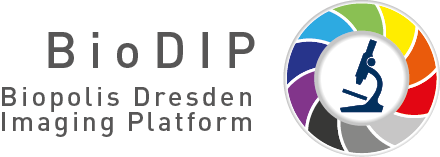 BioDIP
Biopolis Dresden
Imaging Platform